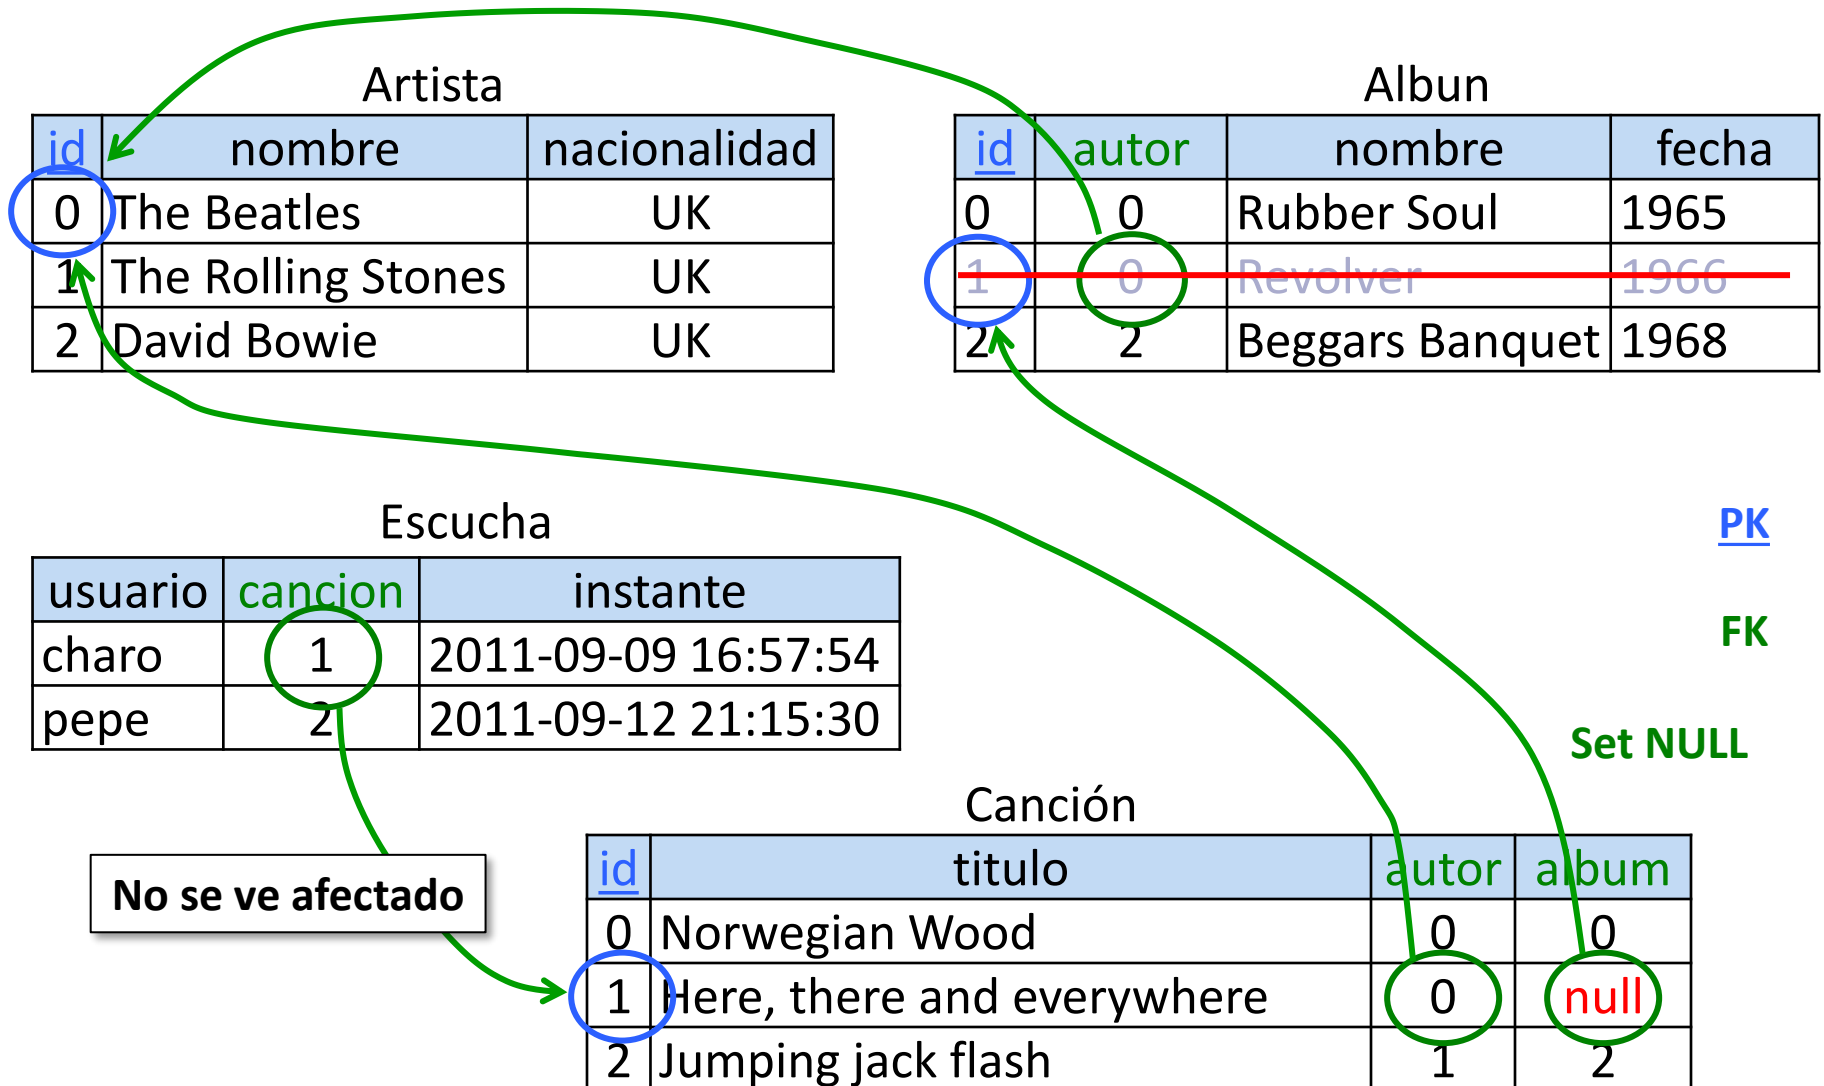 Artista
id nombre nacionalidad
0 The Beatles UK
1 The Rolling Stones UK
2 David Bowie UK
Albun
id autor nombre fecha
0 0 Rubber Soul 1965
1 0 Revolver 1966
2 2 Beggars Banquet 1968
Escucha
usuario cancion instante
charo 1 2011-09-09 16:57:54
pepe 2 2011-09-12 21:15:30
PK
FK
Set NULL
No se ve afectado
Canción
id titulo autor album
0 Norwegian Wood 0 0
1 Here, there and everywhere 0 null
2 Jumping jack flash 1 2